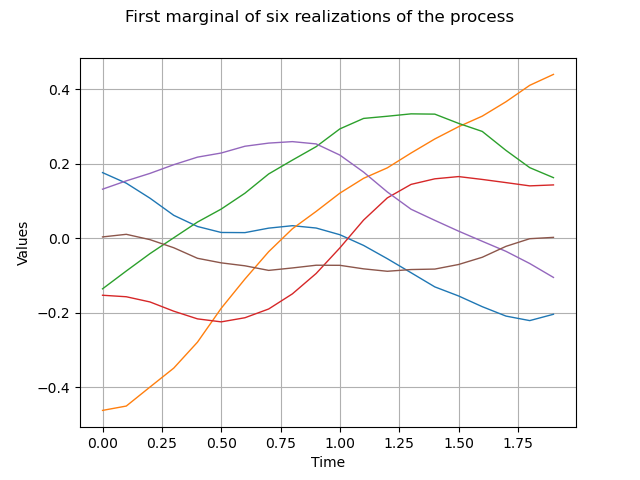 First marginal of six realizations of the process
0.4
0.2
0.0
−0.2
−0.4
Values
0.00 0.25 0.50 0.75 1.00 1.25 1.50 1.75
Time